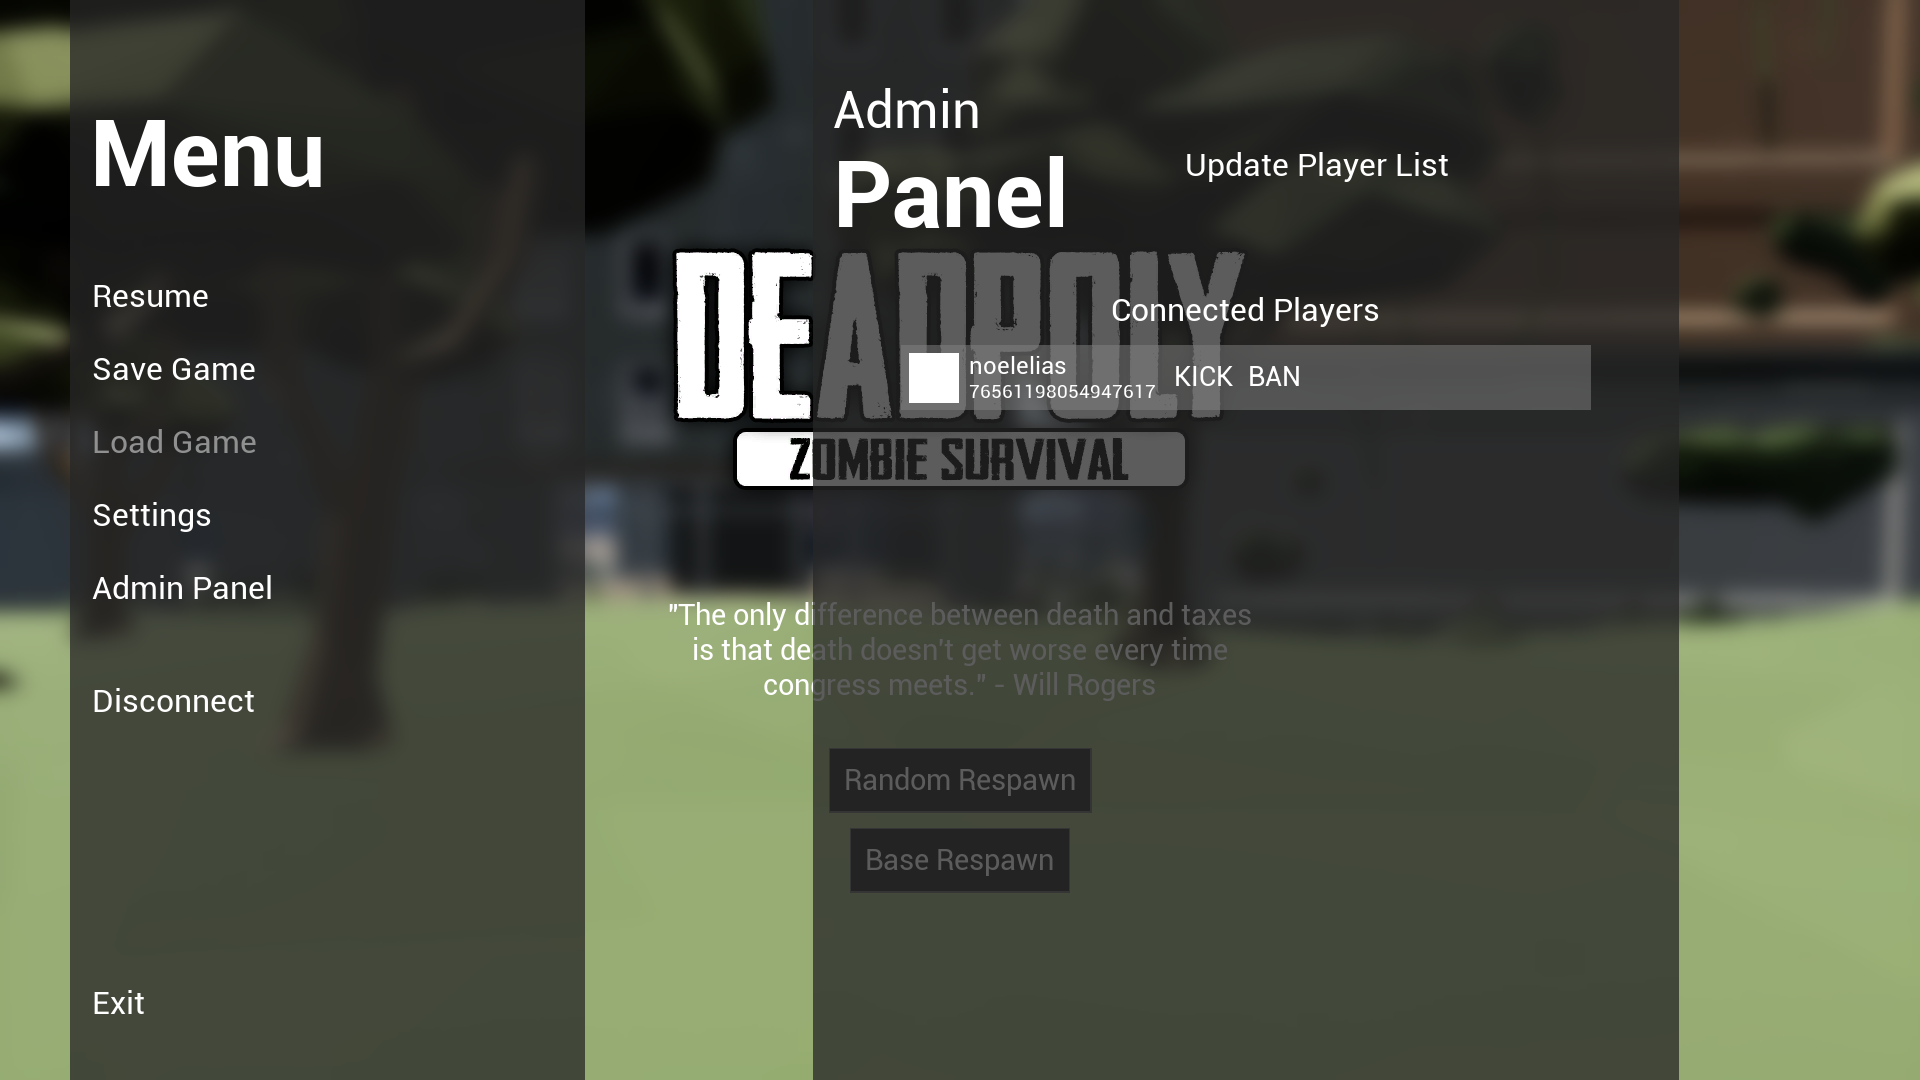 Menu
Resume
Save Game
Load Game
Settings
Admin Panel
Disconnect
Exit
Admin
Panel
Update Player List
DEADPOLY
ZOMBIE SURVIVAL
Connected Players
noelelias
76561198054947617
KICK BAN
"The only difference between death and taxes
is that death doesn't get worse every time
congress meets." - Will Rogers
Random Respawn
Base Respawn